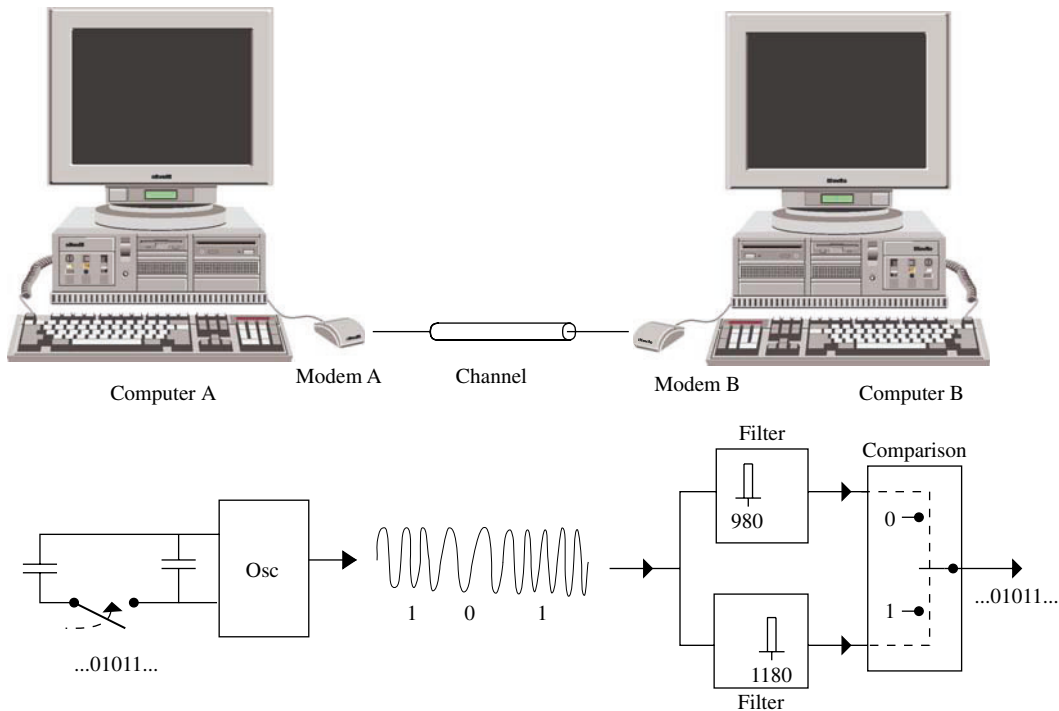 Computer A
Modem A
Channel
Modem B
Computer B
Filter
980
Comparison
0
1
Osc
1 0 1
...01011...
...01011...
1180
Filter